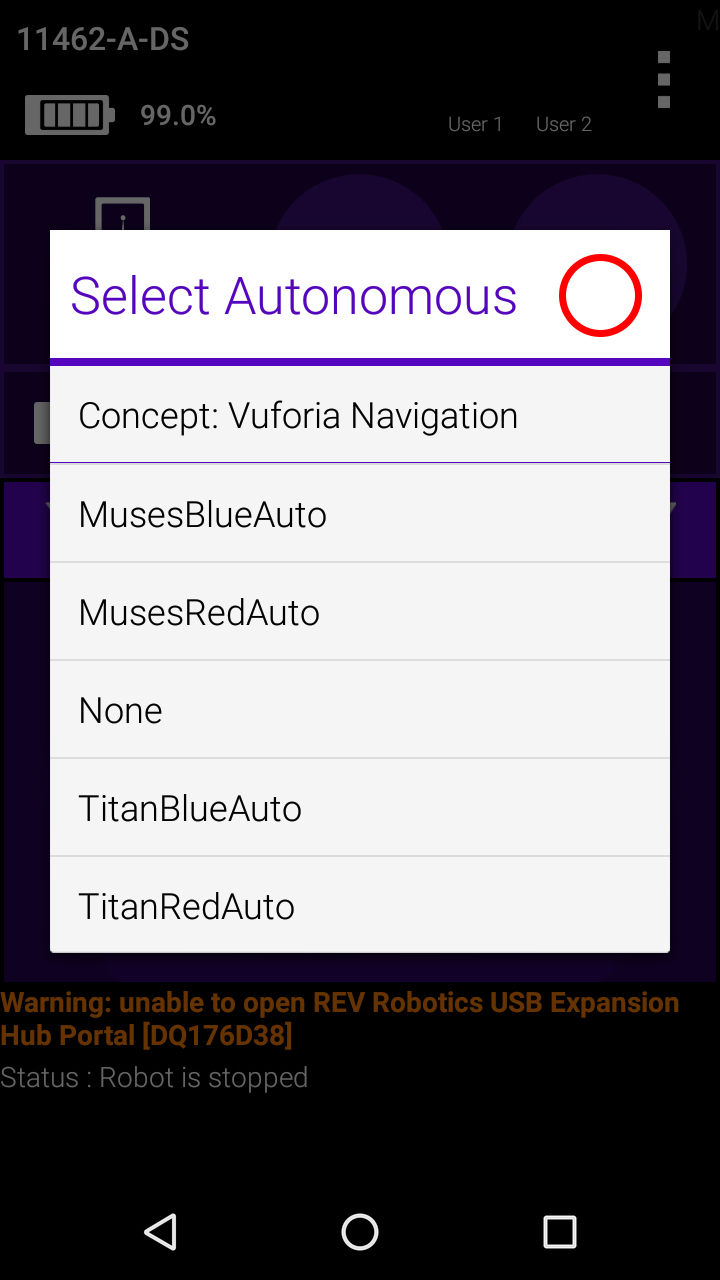 M
11462-A-DS
99.0%
User 1 User 2
i
Select Autonomous
Concept: Vuforia Navigation
MusesBlueAuto
MusesRedAuto
None
TitanBlueAuto
TitanRedAuto
Warning: unable to open REV Robotics USB Expansion
Hub Portal [DQ176D38]
Status : Robot is stopped